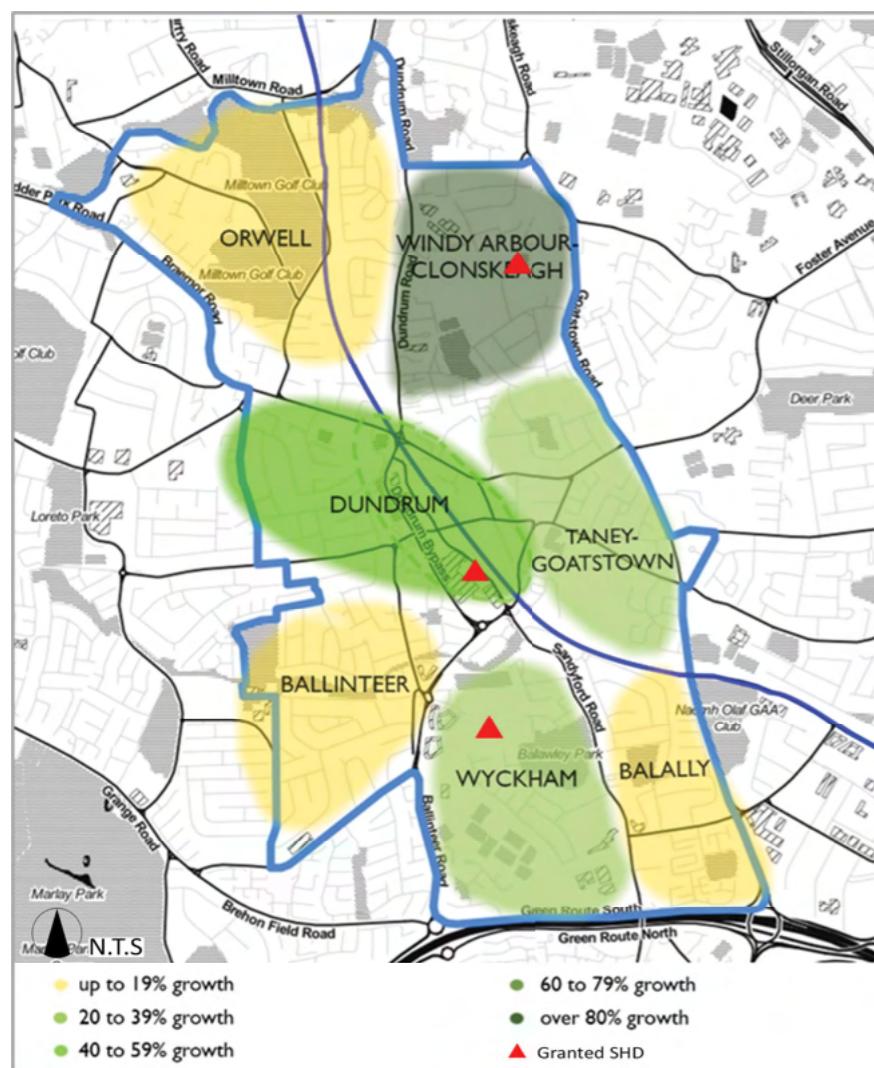 Milltown Road
Dundrum Road
Stillorgan Road
Milltown Golf Club
ORWELL
Milltown Golf Club
Braemor Road
WINDY ARBOUR-
CLONSKEAGH
Dundrum Road
Foster Avenue
Goatstown Road
olf Club
Deer Park
Loreto Park
DUNDRUM
Dundrum Bypass
TANEY-
GOATSTOWN
BALLINTEER
Sandyford Road
Naomh Olaf GAA
Club
Balawley Park
WYCKHAM
BALALLY
Grange Road
Ballinteer Road
Marlay Park
Brehon Field Road
Green Route South
Green Route North
N.T.S
up to 19% growth
20 to 39% growth
40 to 59% growth
60 to 79% growth
over 80% growth
Granted SHD